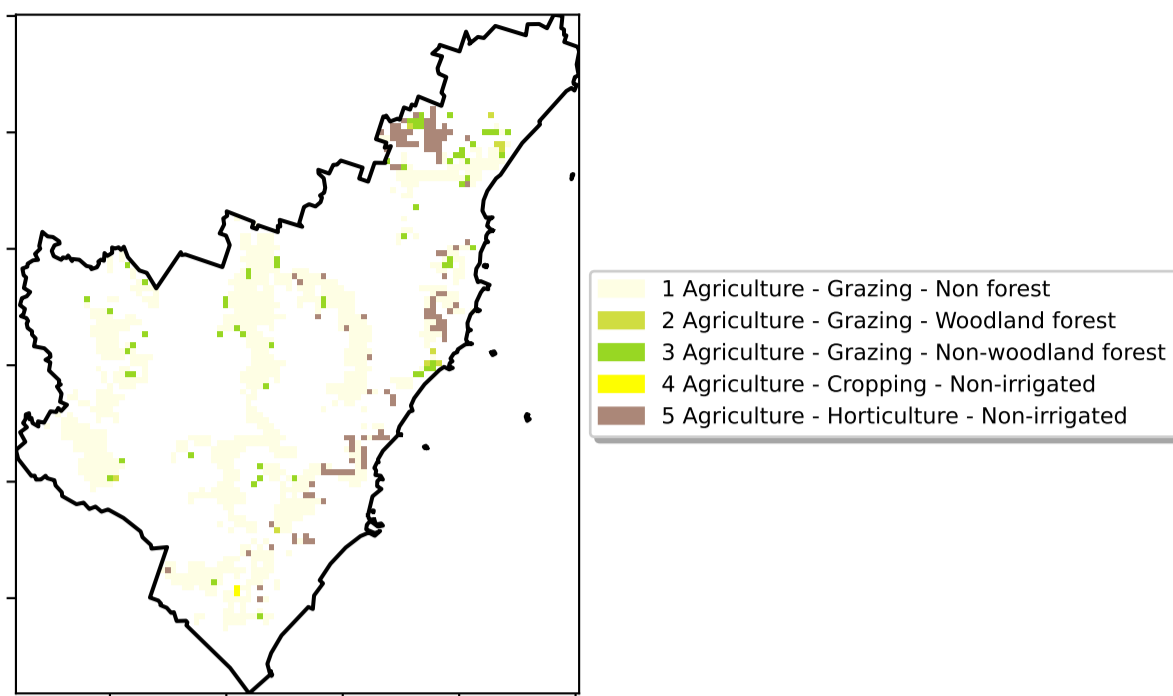 1 Agriculture - Grazing - Non forest
2 Agriculture - Grazing - Woodland forest
3 Agriculture - Grazing - Non-woodland forest
4 Agriculture - Cropping - Non-irrigated
5 Agriculture - Horticulture - Non-irrigated